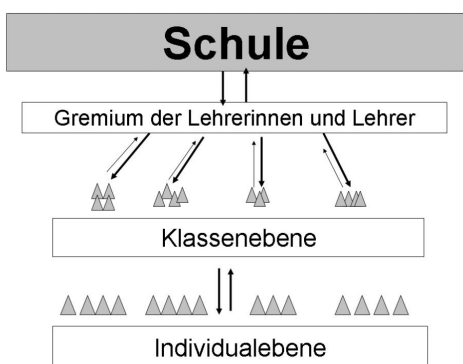 Schule
Gremium der Lehrerinnen und Lehrer
Klassenebene
Individualebene